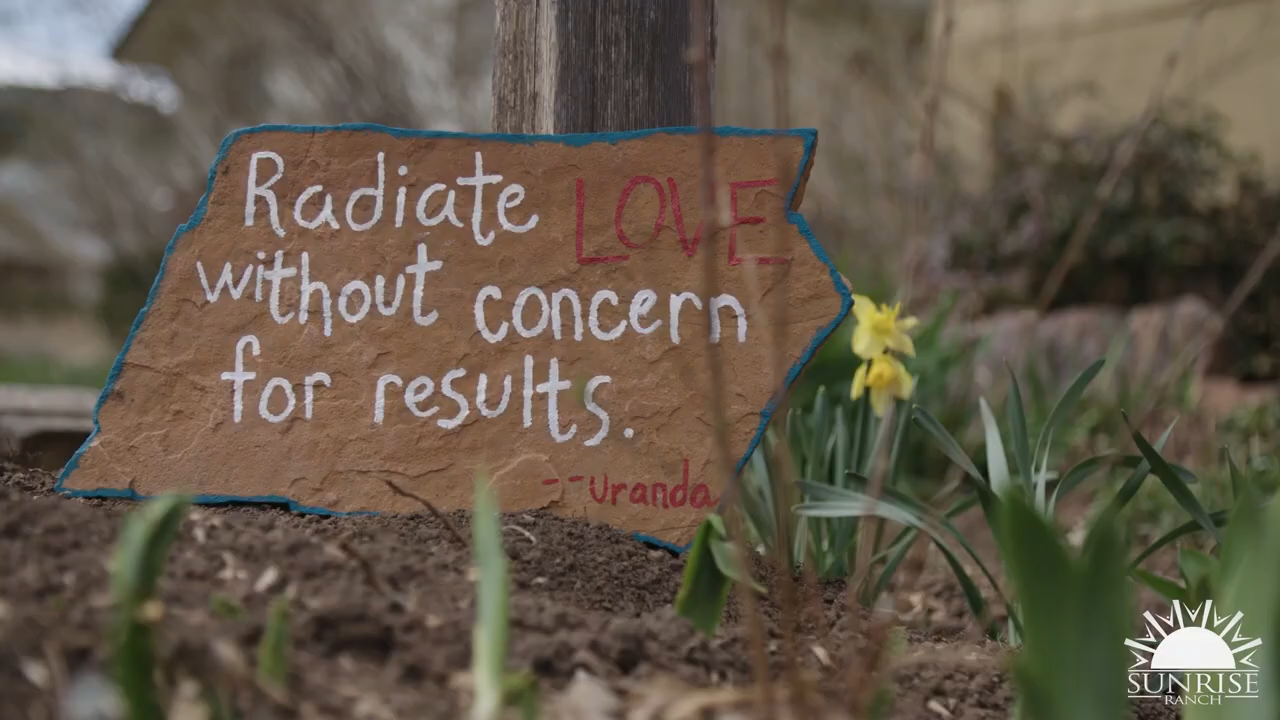 Radiate LOVE
without concern
for results.
--Uranda
SUNRISE
RANCH